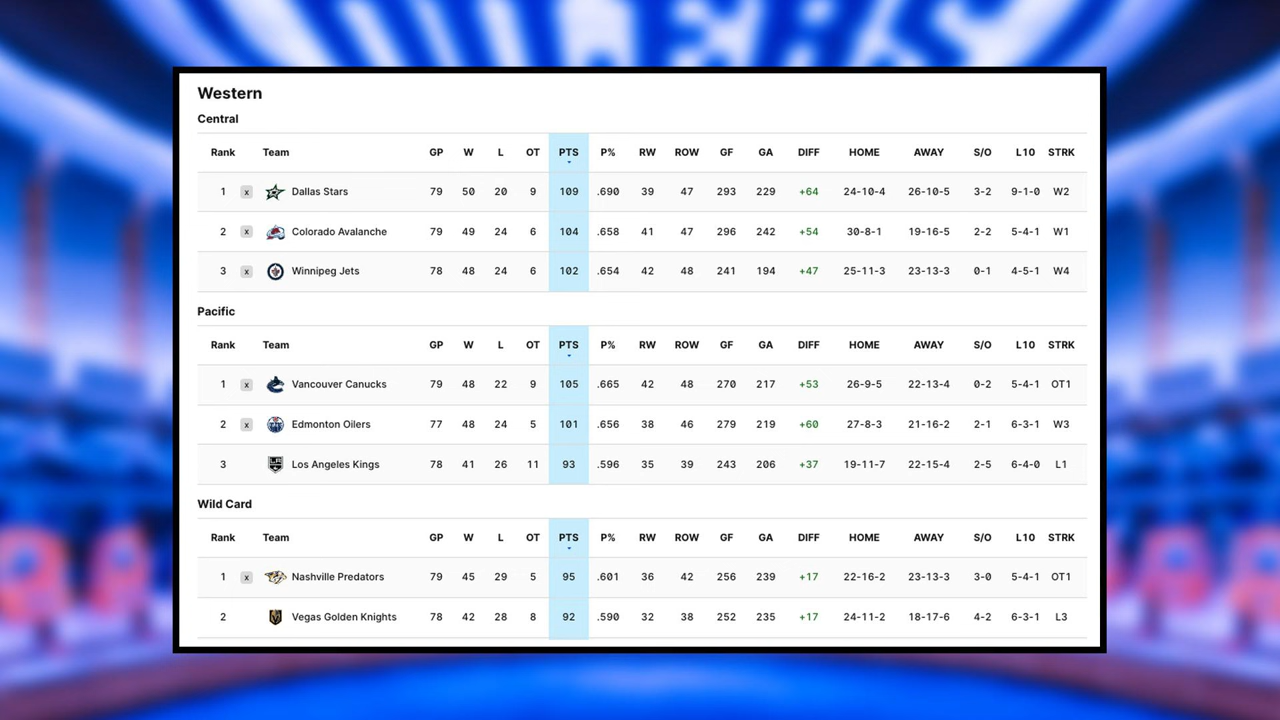 OILERS
Western
Central
Rank Team GP W L OT PTS P% RW ROW GF GA DIFF HOME AWAY S/O L10 STRK
1 x Dallas Stars 79 50 20 9 109 .690 39 47 293 229 +64 24-10-4 26-10-5 3-2 9-1-0 W2
2 x Colorado Avalanche 79 49 24 6 104 .658 41 47 296 242 +54 30-8-1 19-16-5 2-2 5-4-1 W1
3 x Winnipeg Jets 78 48 24 6 102 .654 42 48 241 194 +47 25-11-3 23-13-3 0-1 4-5-1 W4
Pacific
Rank Team GP W L OT PTS P% RW ROW GF GA DIFF HOME AWAY S/O L10 STRK
1 x Vancouver Canucks 79 48 22 9 105 .665 42 48 270 217 +53 26-9-5 22-13-4 0-2 5-4-1 OT1
2 x Edmonton Oilers 77 48 24 5 101 .656 38 46 279 219 +60 27-8-3 21-16-2 2-1 6-3-1 W3
3 Los Angeles Kings 78 41 26 11 93 .596 35 39 243 206 +37 19-11-7 22-15-4 2-5 6-4-0 L1
Wild Card
Rank Team GP W L OT PTS P% RW ROW GF GA DIFF HOME AWAY S/O L10 STRK
1 x Nashville Predators 79 45 29 5 95 .601 36 42 256 239 +17 22-16-2 23-13-3 3-0 5-4-1 OT1
2 Vegas Golden Knights 78 42 28 8 92 .590 32 38 252 235 +17 24-11-2 18-17-6 4-2 6-3-1 L3